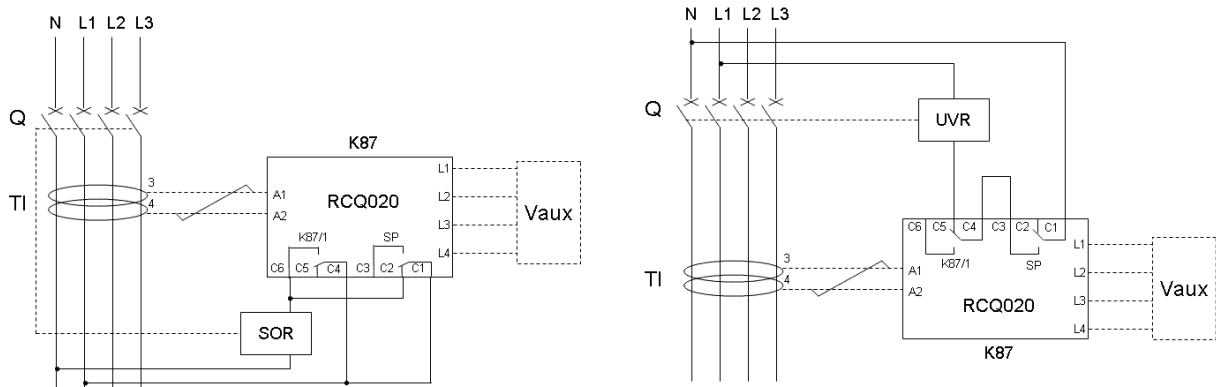 N L1 L2 L3
Q
K87
TI
3
4
A1
A2
RCQ020
L1
L2
L3
L4
Vaux
K87/1
SP
C6 C5 C4 C3 C2 C1
SOR
N L1 L2 L3
Q
UVR
C6 C5 C4 C3 C2 C1
K87/1
SP
TI
3
4
A1
A2
RCQ020
L1
L2
L3
L4
Vaux
K87